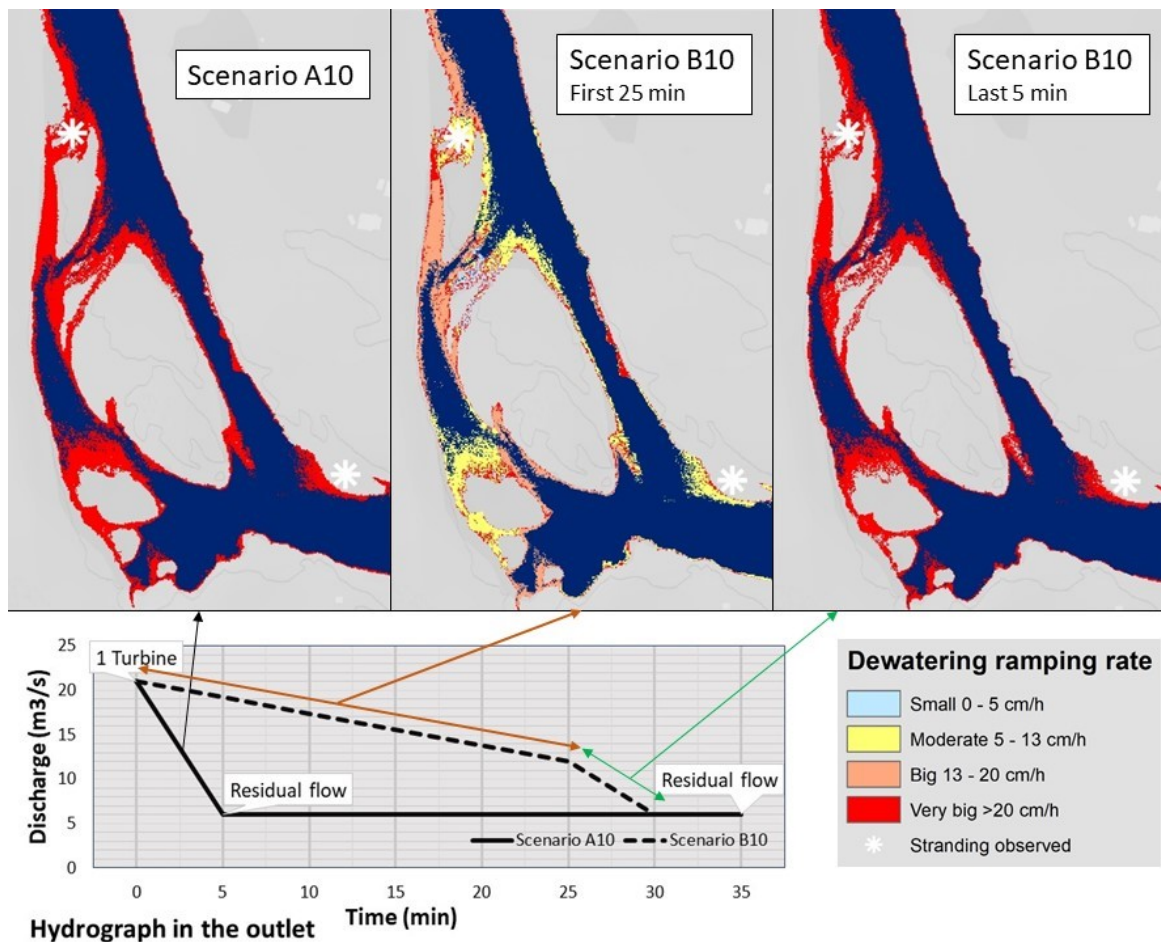 Scenario A10
Scenario B10
First 25 min
Scenario B10
Last 5 min
25
20
15
10
5
0
Discharge (m3/s)
1 Turbine
Residual flow
Residual flow
Scenario A10
Scenario B10
0
5
10
15
20
25
30
35
Time (min)
Hydrograph in the outlet
Dewatering ramping rate
Small 0 - 5 cm/h
Moderate 5 - 13 cm/h
Big 13 - 20 cm/h
Very big >20 cm/h
Stranding observed